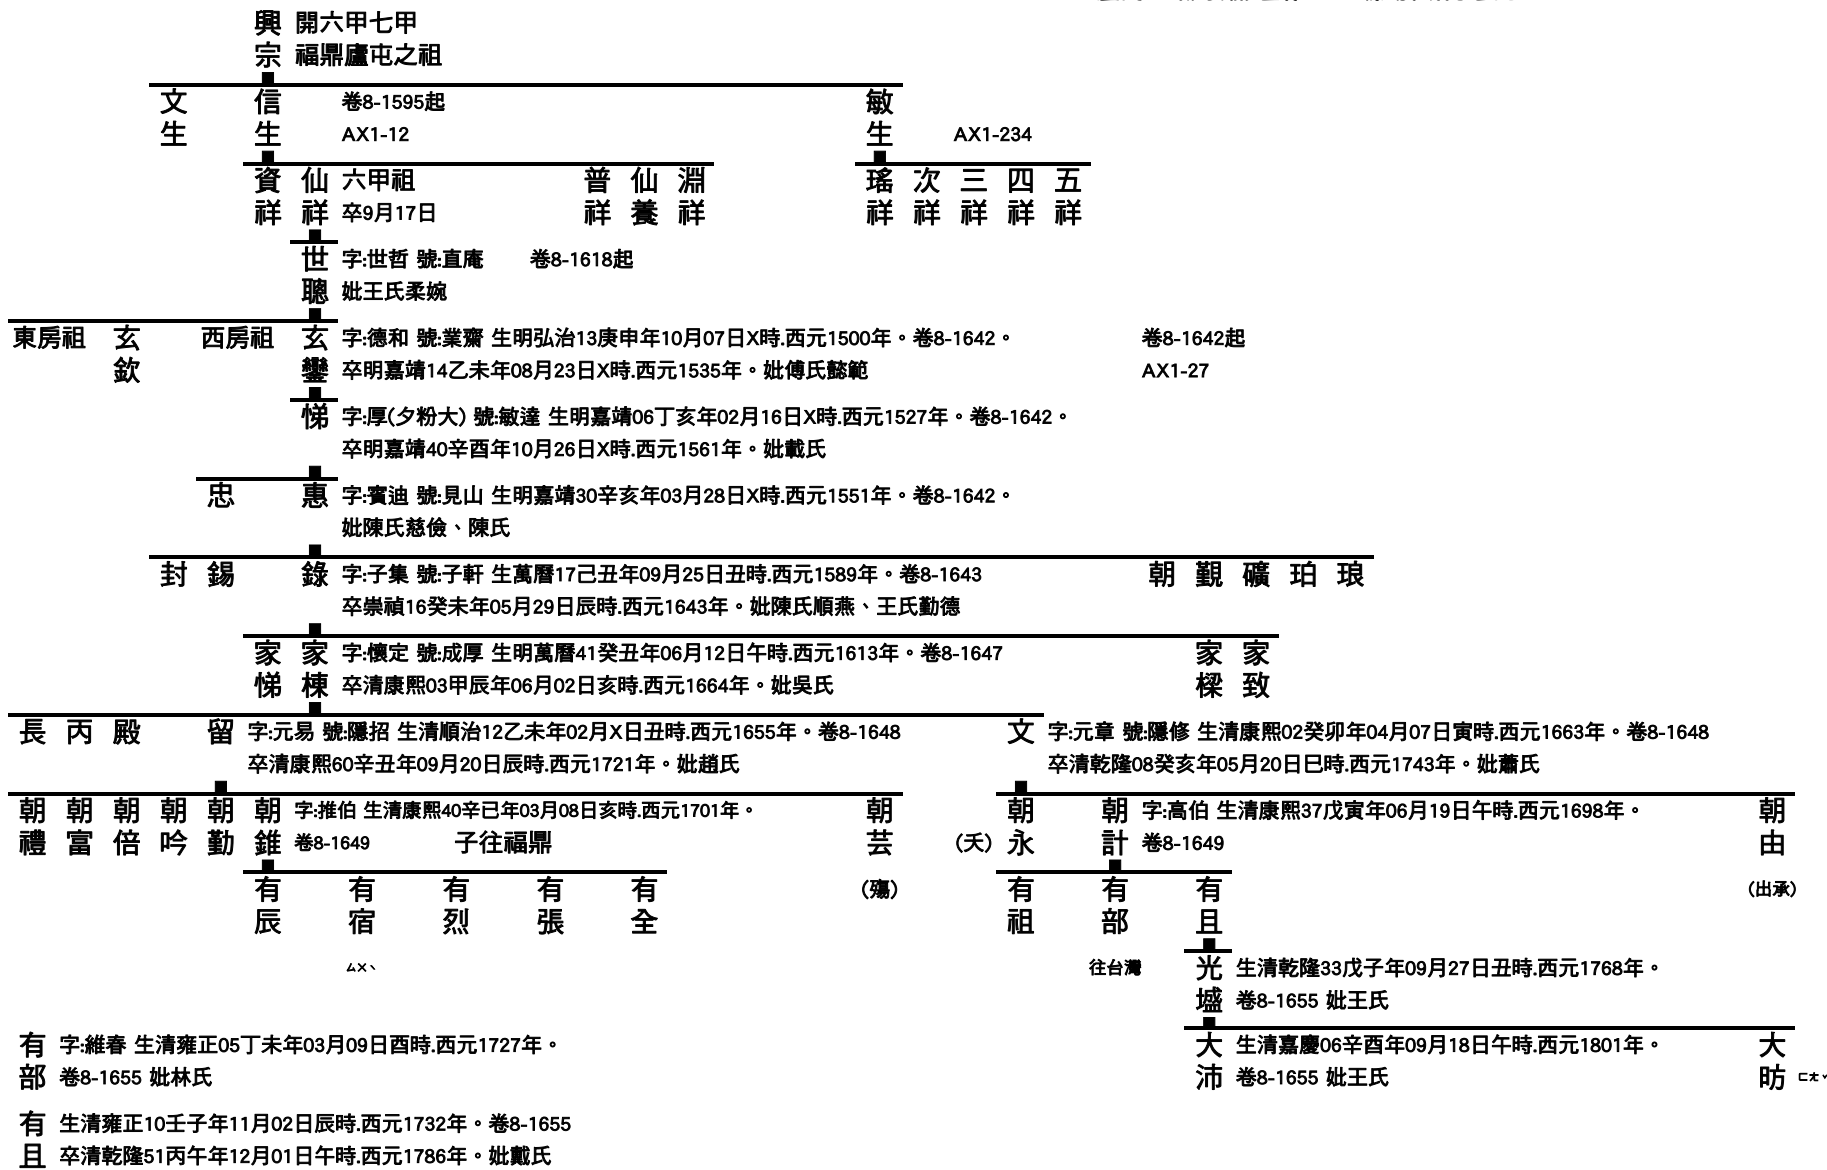 興 開六甲七甲
宗 福鼎廬屯之祖
文 信 卷8-1595起 敏
生 生 AX1-12 生 AX1-234
資 仙 六甲祖 普 仙 淵 瑤 次 三 四 五
祥 祥 卒9月17日 祥 養 祥 祥 祥 祥 祥 祥
世 字:世哲 號:直庵 卷8-1618起
聰 妣王氏柔婉
東房祖 玄 西房祖 玄 字:德和 號:業齋 生明弘治13庚申年10月07日X時.西元1500年。卷8-1642。 卷8-1642起
欽 鑾 卒明嘉靖14乙未年08月23日X時.西元1535年。妣傅氏懿範 AX1-27
悌 字:厚(夕粉大) 號:敏達 生明嘉靖06丁亥年02月16日X時.西元1527年。卷8-1642。
卒明嘉靖40辛酉年10月26日X時.西元1561年。妣戴氏
忠 惠 字:賓迪 號:見山 生明嘉靖30辛亥年03月28日X時.西元1551年。卷8-1642。
妣陳氏慈儉、陳氏
封 錫 錄 字:子集 號:子軒 生萬曆17己丑年09月25日丑時.西元1589年。卷8-1643 朝 覲 礦 珀 琅
卒崇禎16癸未年05月29日辰時.西元1643年。妣陳氏順燕、王氏勤德
家 家 字:懷定 號:成厚 生明萬曆41癸丑年06月12日午時.西元1613年。卷8-1647 家 家
悌 棟 卒清康熙03甲辰年06月02日亥時.西元1664年。妣吳氏 樑 致
長 丙 殿 留 字:元易 號:隱招 生清順治12乙未年02月X日丑時.西元1655年。卷8-1648 文 字:元章 號:隱修 生清康熙02癸卯年04月07日寅時.西元1663年。卷8-1648
卒清康熙60辛丑年09月20日辰時.西元1721年。妣趙氏 卒清乾隆08癸亥年05月20日巳時.西元1743年。妣蕭氏
朝 朝 朝 朝 朝 朝 字:推伯 生清康熙40辛巳年03月08日亥時.西元1701年。 朝 朝 朝 字:高伯 生清康熙37戊寅年06月19日午時.西元1698年。 朝
禮 富 倍 吟 勤 錐 卷8-1649 子往福鼎 芸 (夭) 永 計 卷8-1649 由
有 有 有 有 有 (殤) 有 有 有 (出承)
辰 宿 烈 張 全 祖 部 且
ㄙㄨˋ 往台灣 光 生清乾隆33戊子年09月27日丑時.西元1768年。
塩 卷8-1655 妣王氏
有 字:維春 生清雍正05丁未年03月09日酉時.西元1727年。 大 生清嘉慶06辛酉年09月18日午時.西元1801年。 大
部 卷8-1655 妣林氏 沛 卷8-1655 妣王氏 昉 ㄈㄤˇ
有 生清雍正10壬子年11月02日辰時.西元1732年。卷8-1655
且 卒清乾隆51丙午年12月01日午時.西元1786年。妣戴氏